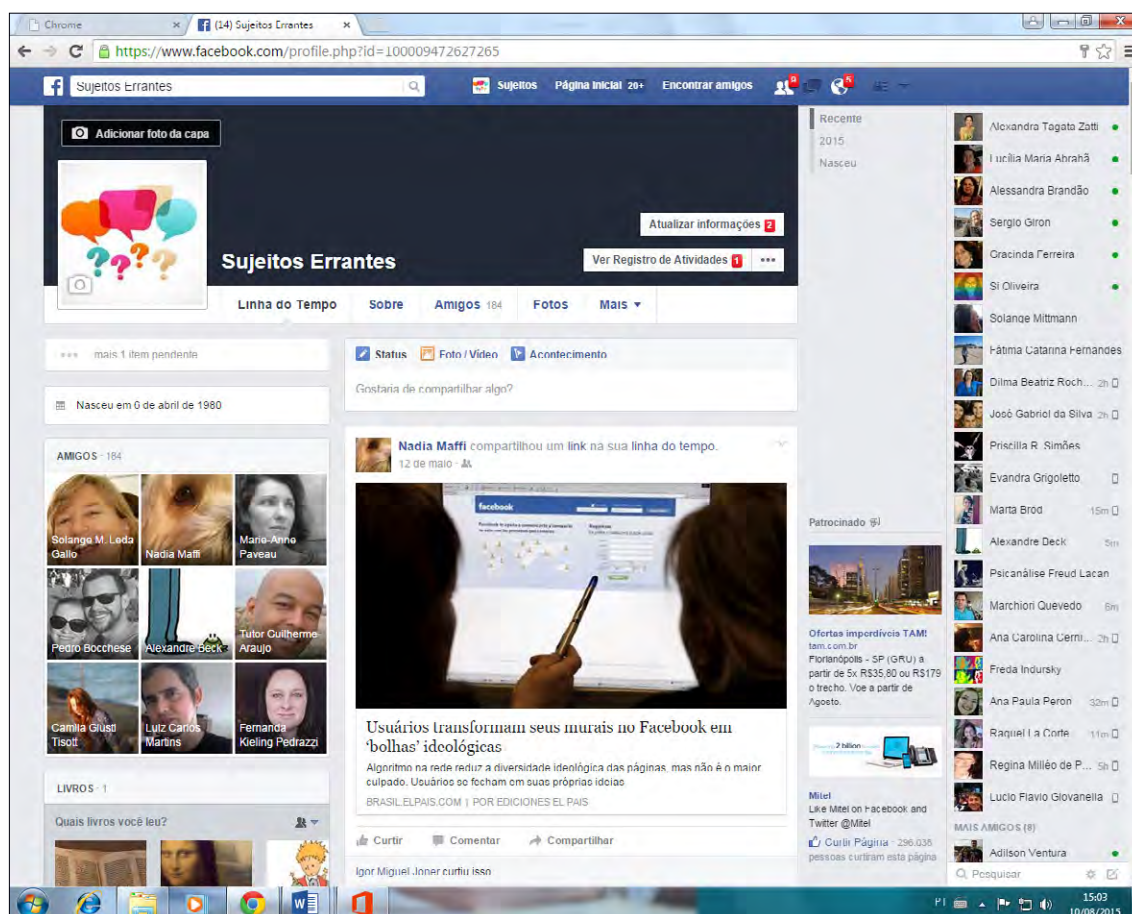 Chrome
(14) Sujeitos Errantes
https://www.facebook.com/profile.php?id=100009472627265
Sujeitos Errantes
Sujeitos
Página Inicial 20+
Encontrar amigos
9
5
Adicionar foto da capa
Atualizar informações 2
Sujeitos Errantes
Ver Registro de Atividades 1
Linha do Tempo
Sobre
Amigos 184
Fotos
Mais
Recente
2015
Nasceu
mais 1 item pendente
Nasceu em 6 de abril de 1980
AMIGOS · 184
Solange M. Leda
Gallo
Nadia Maffi
Marie-Anne
Paveau
Pedro Bocchese
Alexandre Beck
Tutor Guilherme
Araujo
Camila Giusti
Tisott
Luiz Carlos
Martins
Fernanda
Kieling Pedrazzi
LIVROS · 1
Quais livros você leu?
Status
Foto / Vídeo
Acontecimento
Gostaria de compartilhar algo?
Nadia Maffi compartilhou um link na sua linha do tempo.
12 de maio ·
facebook
Usuários transformam seus murais no Facebook em
‘bolhas’ ideológicas
Algoritmo na rede reduz a diversidade ideológica das páginas, mas não é o maior
culpado. Usuários se fecham em suas próprias ideias
BRASIL.ELPAIS.COM | POR EDICIONES EL PAIS
Curtir
Comentar
Compartilhar
Igor Miguel Joner curtiu isso
Patrocinado
Ofertas imperdíveis TAM!
tam.com.br
Florianópolis - SP (GRU) a
partir de 5x R$35,80 ou R$179
o trecho. Voe a partir de
Agosto.
2 billion
Mitel
Like Mitel on Facebook and
Twitter @Mitel
Curtir Página · 296.035
pessoas curtiram esta página
Alexandra Tagata Zatti
Lucília Maria Abrahã
Alessandra Brandão
Sergio Giron
Gracinda Ferreira
Si Oliveira
Solange Mittmann
Fátima Catarina Fernandes
Dilma Beatriz Roch... 2h
José Gabriel da Silva 2h
Priscilla R. Simões
Evandra Grigoletto
Marta Brod 15m
Alexandre Deck 5m
Psicanálise Freud Lacan
Marchiori Quevedo 8m
Ana Carolina Cerni... 2h
Freda Indursky
Ana Paula Peron 32m
Raquel La Corte 11m
Regina Milléo de P... 5h
Lucio Flavio Giovanella
MAIS AMIGOS (8)
Adilson Ventura
Pesquisar
PT
15:03
10/08/2015